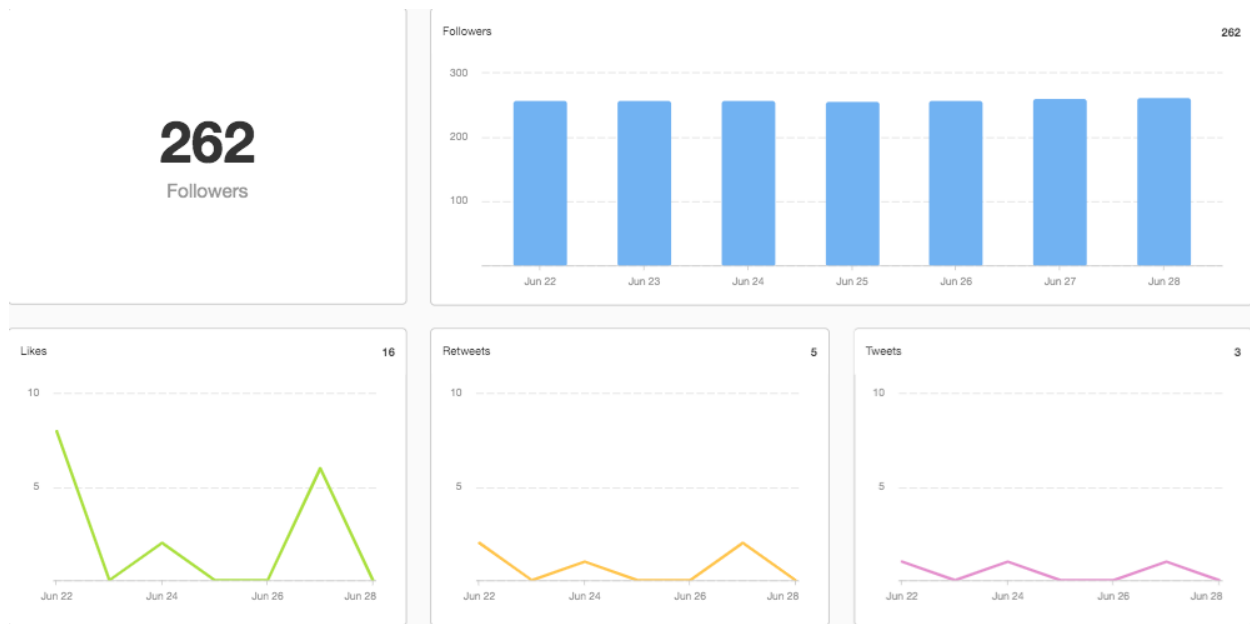 262
Followers
Followers 262
300
200
100
Jun 22 Jun 23 Jun 24 Jun 25 Jun 26 Jun 27 Jun 28
Likes 16
10
5
Jun 22 Jun 24 Jun 26 Jun 28
Retweets 5
10
5
Jun 22 Jun 24 Jun 26 Jun 28
Tweets 3
10
5
Jun 22 Jun 24 Jun 26 Jun 28